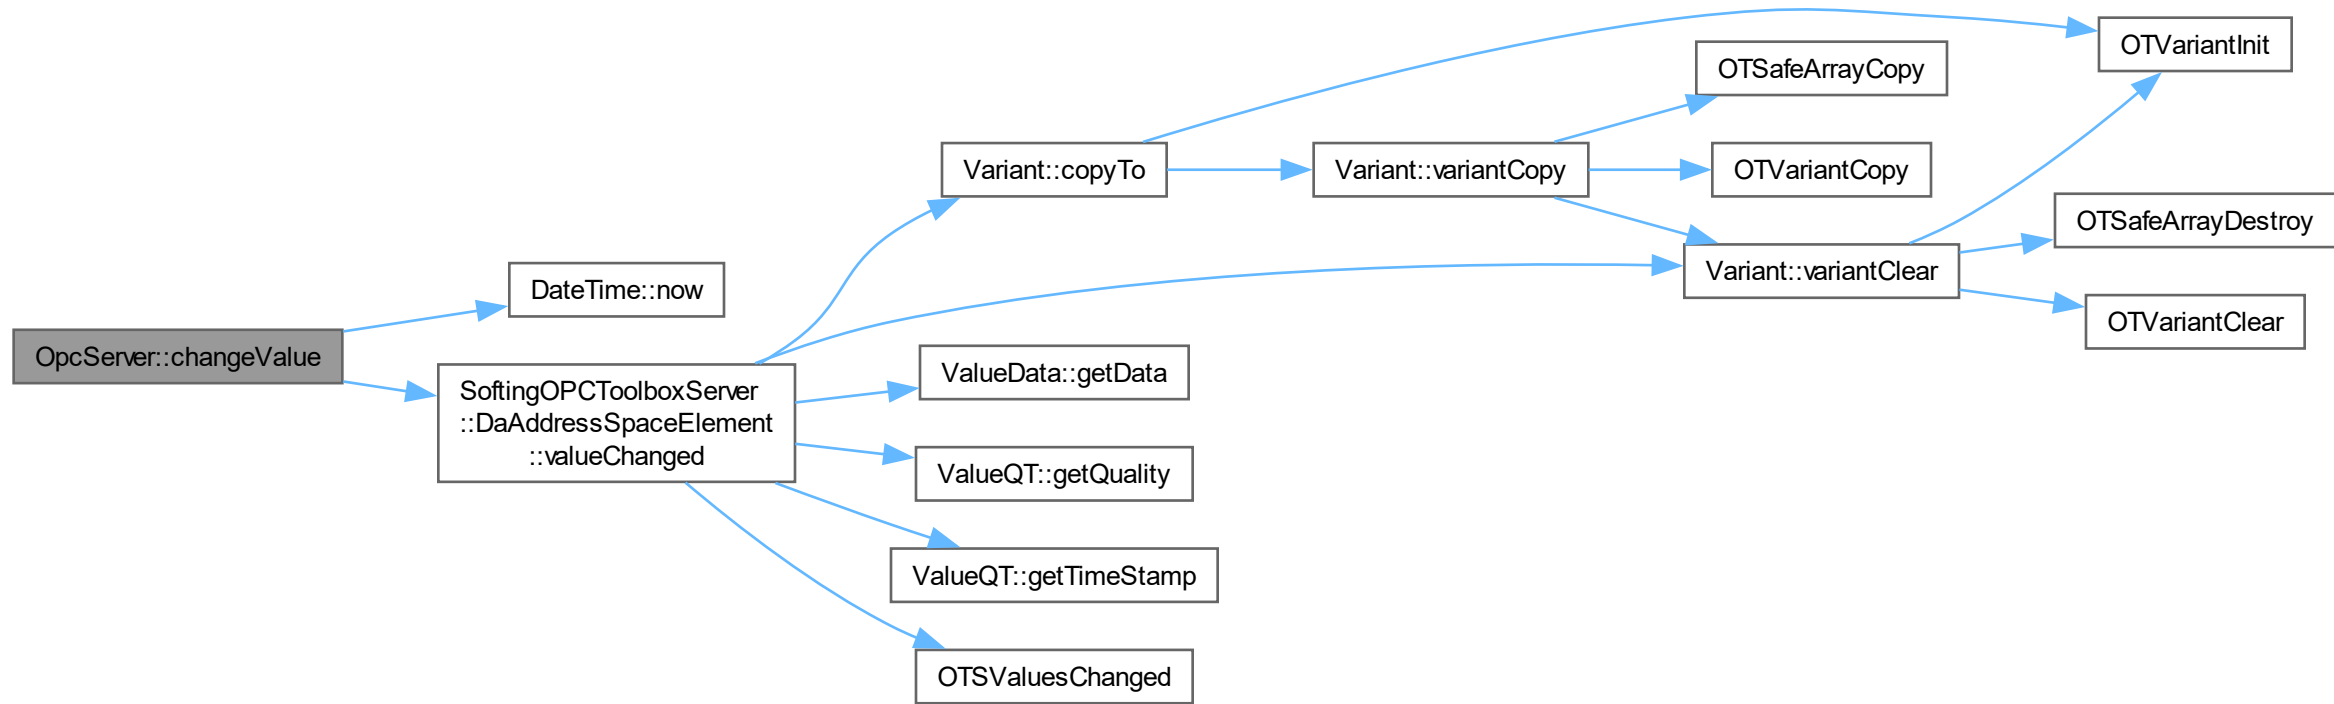 OpcServer::changeValue
DateTime::now
SoftingOPCToolboxServer
::DaAddressSpaceElement
::valueChanged
Variant::copyTo
ValueData::getData
ValueQT::getQuality
ValueQT::getTimeStamp
OTSValuesChanged
Variant::variantCopy
OTSafeArrayCopy
OTVariantCopy
Variant::variantClear
OTVariantInit
OTSafeArrayDestroy
OTVariantClear